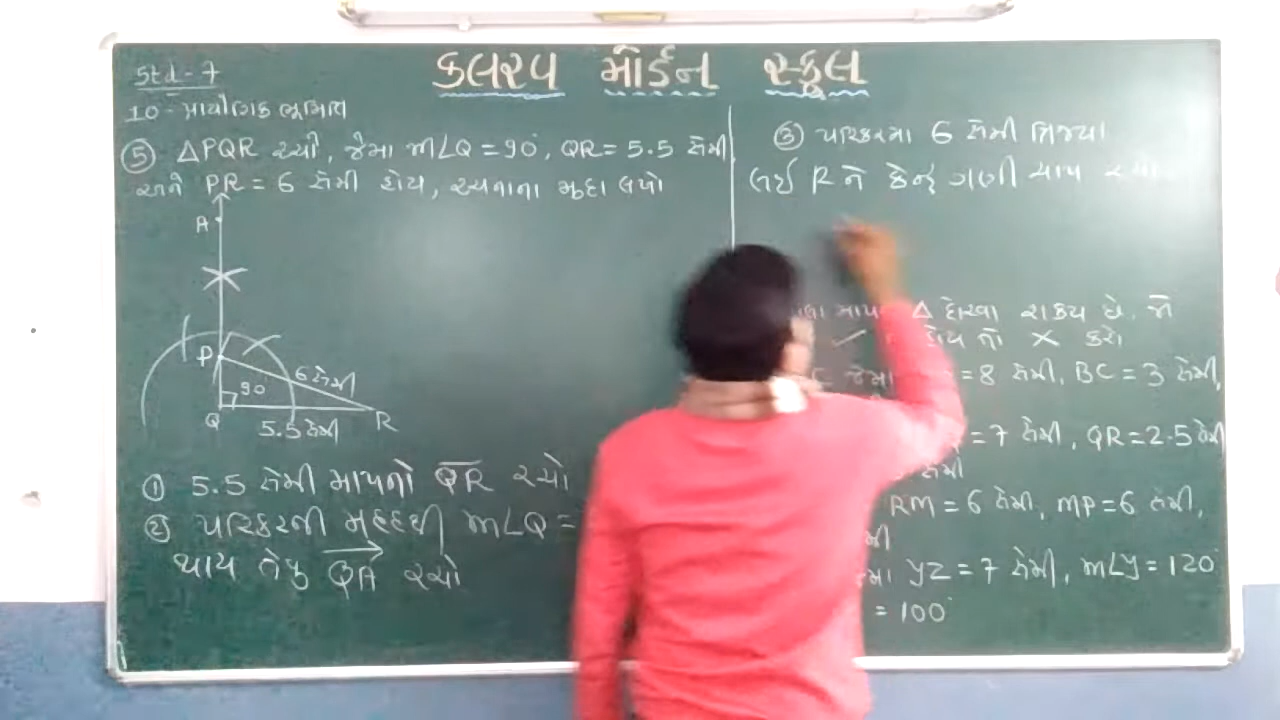 Std - 7
કલરવ મોર્ડન સ્કૂલ
10 - પ્રાયોગિક ભૂમિતિ
⑤ △PQR રચો, જેમાં m∠Q = 90°, QR = 5.5 સેમી
અને PR = 6 સેમી હોય, રચનાના મુદ્દા લખો
A
P
6 સેમી
90
Q
R
5.5 સેમી
① 5.5 સેમી માપનો QR રચો
② પરિકરની મદદથી m∠Q =
થાય તેવું QA રચો
③ પરિકરમાં 6 સેમી ત્રિજ્યા
લઈ R ને કેન્દ્ર ગણી ચાપ રચો
△ દોરવા શક્ય છે. જો
✓ હોય તો × કરો
જેમાં = 8 સેમી, BC = 3 સેમી,
= 7 સેમી, QR = 2.5 સેમી
સેમી
RM = 6 સેમી, MP = 6 સેમી,
YZ = 7 સેમી, m∠Y = 120°
= 100°